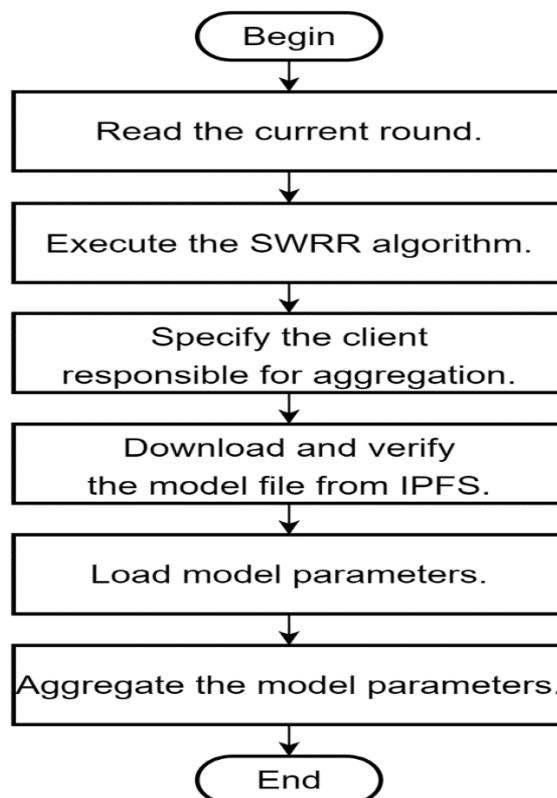 Begin
Read the current round.
Execute the SWRR algorithm.
Specify the client
responsible for aggregation.
Download and verify
the model file from IPFS.
Load model parameters.
Aggregate the model parameters.
End